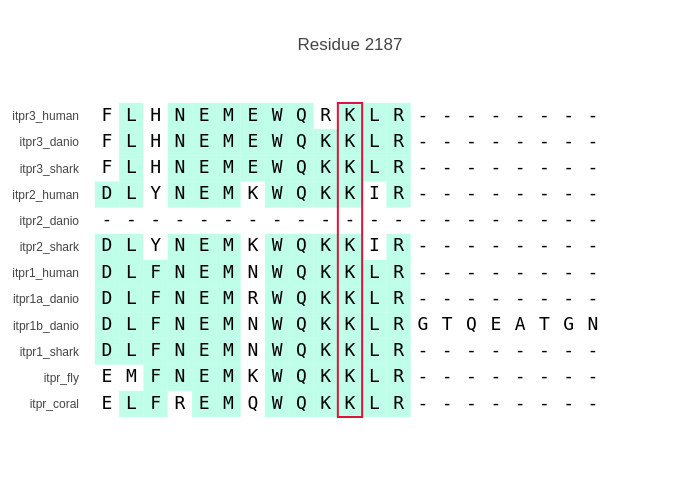 Residue 2187
itpr3_human F L H N E M E W Q R K L R - - - - - - - -
itpr3_danio F L H N E M E W Q K K L R - - - - - - - -
itpr3_shark F L H N E M E W Q K K L R - - - - - - - -
itpr2_human D L Y N E M K W Q K K I R - - - - - - - -
itpr2_danio - - - - - - - - - - - - - - - - - - - - -
itpr2_shark D L Y N E M K W Q K K I R - - - - - - - -
itpr1_human D L F N E M N W Q K K L R - - - - - - - -
itpr1a_danio D L F N E M R W Q K K L R - - - - - - - -
itpr1b_danio D L F N E M N W Q K K L R G T Q E A T G N
itpr1_shark D L F N E M N W Q K K L R - - - - - - - -
itpr_fly E M F N E M K W Q K K L R - - - - - - - -
itpr_coral E L F R E M Q W Q K K L R - - - - - - - -